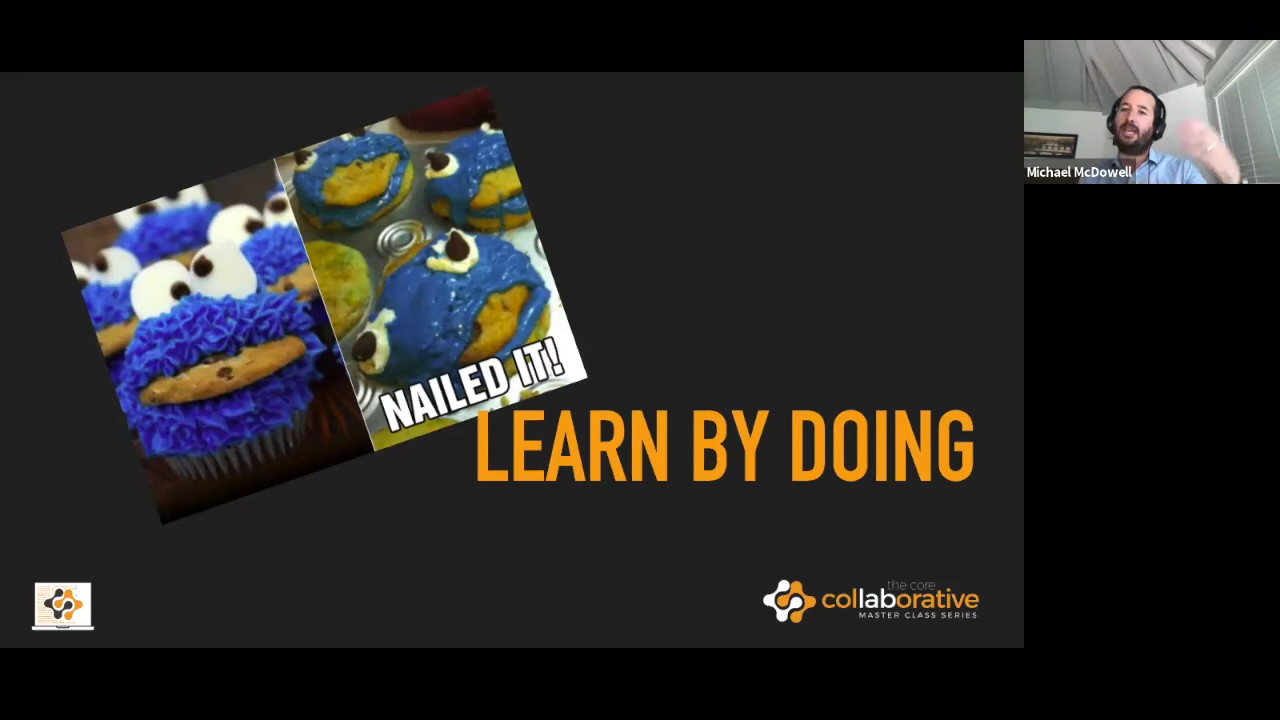 Michael McDowell
NAILED IT!
LEARN BY DOING
the core
collaborative
MASTER CLASS SERIES